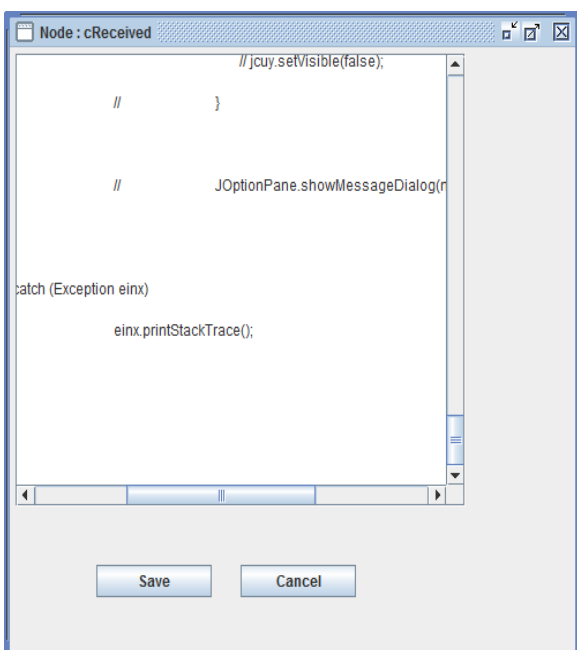 Node : cReceived
// jcuy.setVisible(false);
// }
// JOptionPane.showMessageDialog(
catch (Exception einx)
einx.printStackTrace();
Save Cancel